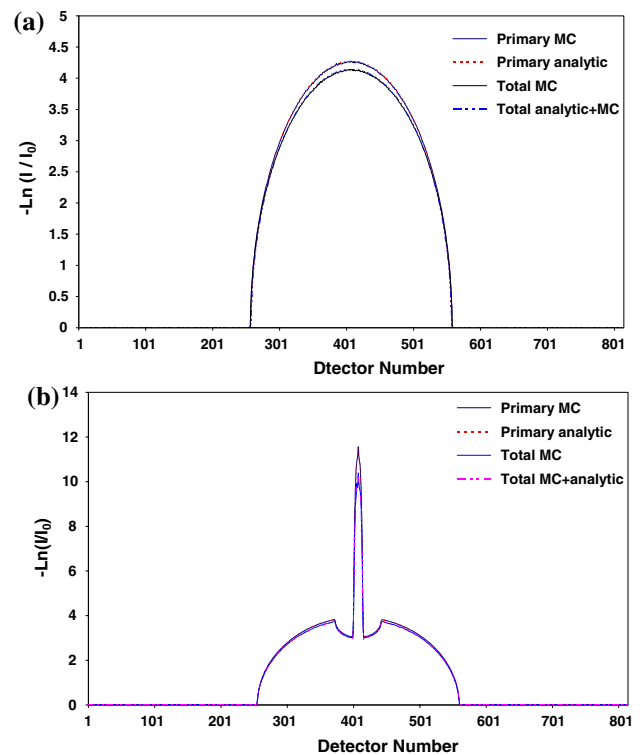 (a)
5
4.5
4
3.5
3
2.5
2
1.5
1
0.5
0
-Ln (I / I0)
Primary MC
Primary analytic
Total MC
Total analytic+MC
1 101 201 301 401 501 601 701 801
Dtector Number
(b)
14
12
10
8
6
4
2
0
-Ln(I/I0)
Primary MC
Primary analytic
Total MC
Total MC+analytic
1 101 201 301 401 501 601 701 801
Detector Number